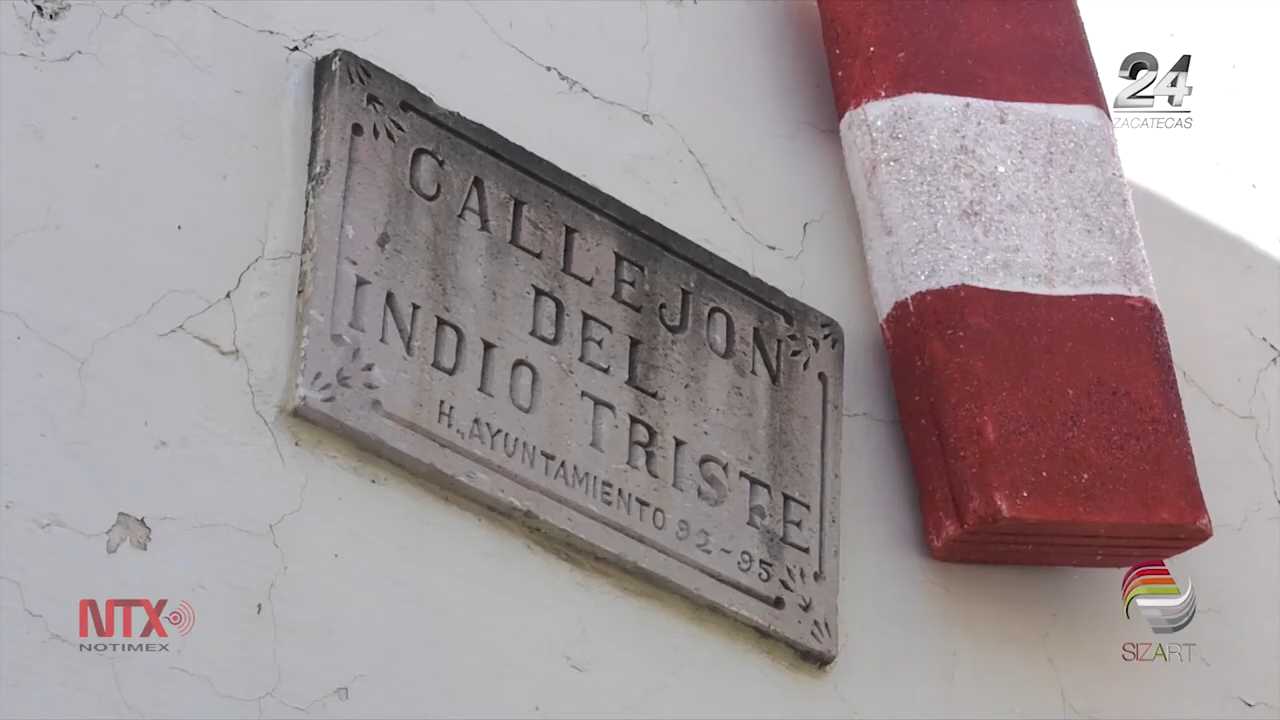 CALLEJON
DEL
INDIO TRISTE
H. AYUNTAMIENTO 92-95
24
ZACATECAS
NTX
NOTIMEX
SIZART